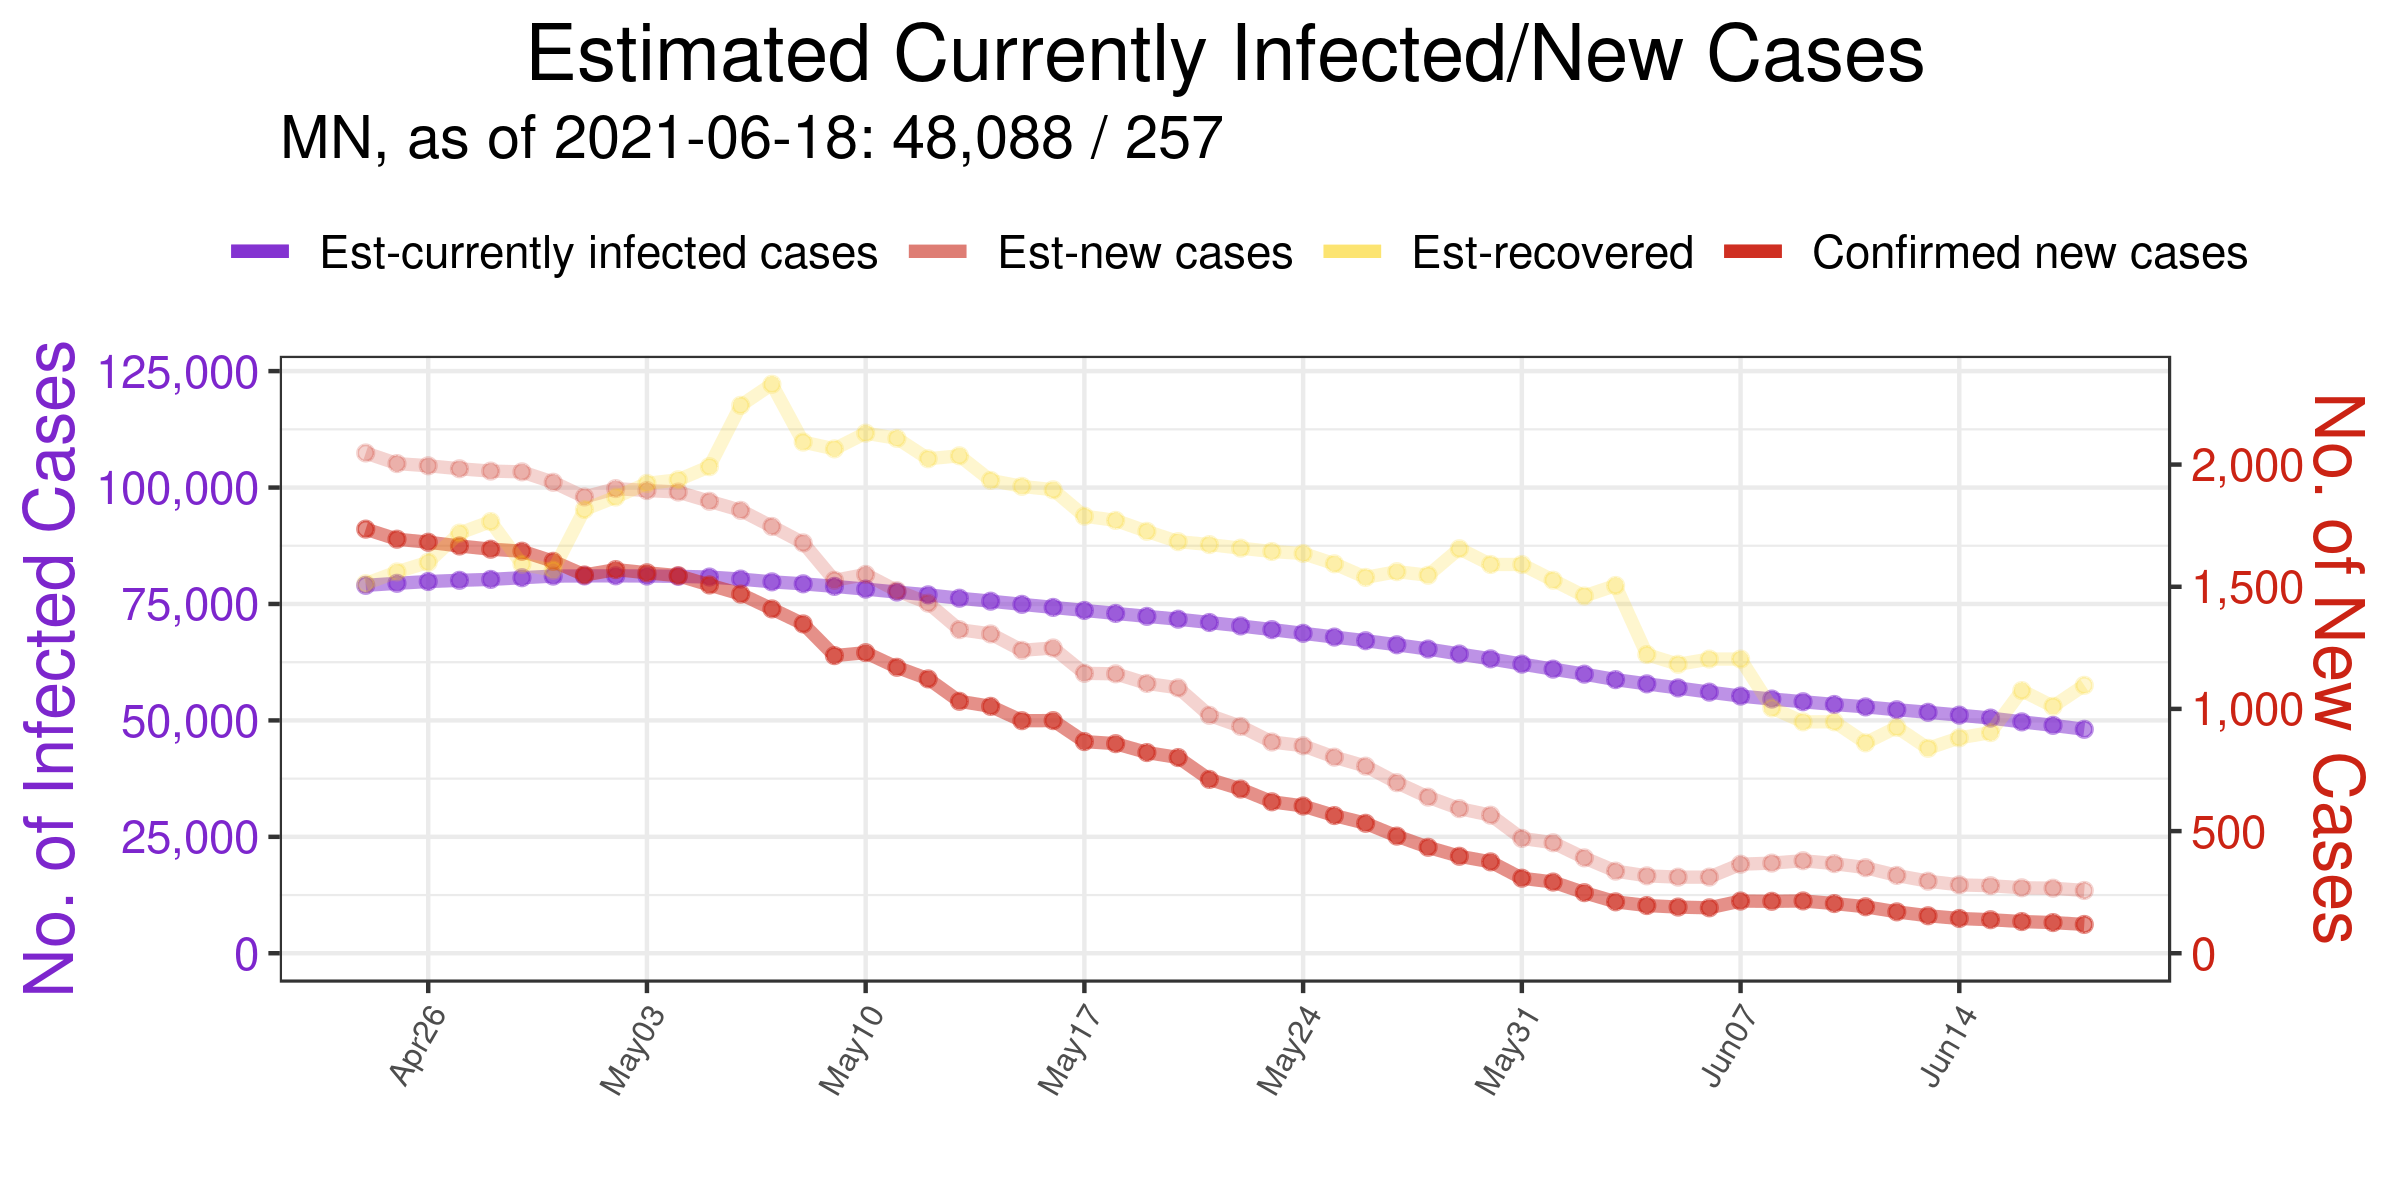 Estimated Currently Infected/New Cases
MN, as of 2021-06-18: 48,088 / 257
Est-currently infected cases Est-new cases Est-recovered Confirmed new cases
No. of Infected Cases
125,000
100,000
75,000
50,000
25,000
0
2,000
1,500
1,000
500
0
No. of New Cases
Apr26 May03 May10 May17 May24 May31 Jun07 Jun14